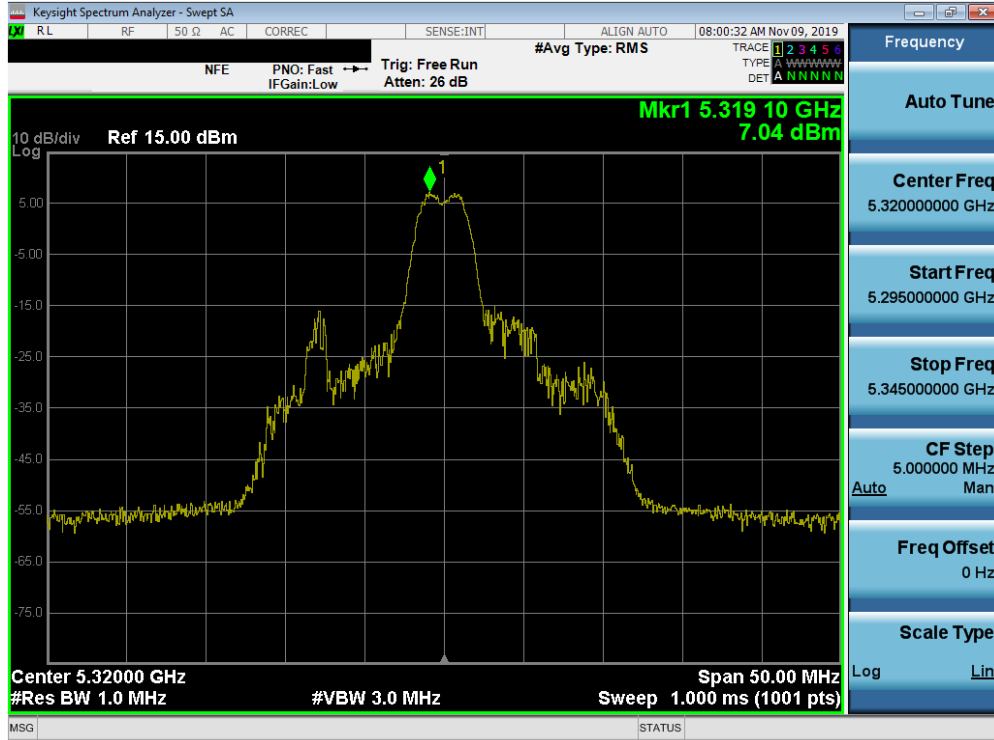 Keysight Spectrum Analyzer - Swept SA
LXI RL RF 50 Ω AC CORREC SENSE:INT ALIGN AUTO 08:00:32 AM Nov 09, 2019
#Avg Type: RMS TRACE 1 2 3 4 5 6
NFE PNO: Fast Trig: Free Run TYPE A WWWWW
IFGain:Low Atten: 26 dB DET A N N N N N
Mkr1 5.319 10 GHz
7.04 dBm
10 dB/div Ref 15.00 dBm
Log
1
5.00
-5.00
-15.0
-25.0
-35.0
-45.0
-55.0
-65.0
-75.0
Center 5.32000 GHz Span 50.00 MHz
#Res BW 1.0 MHz #VBW 3.0 MHz Sweep 1.000 ms (1001 pts)
MSG STATUS
Frequency
Auto Tune
Center Freq
5.320000000 GHz
Start Freq
5.295000000 GHz
Stop Freq
5.345000000 GHz
CF Step
5.000000 MHz
Auto Man
Freq Offset
0 Hz
Scale Type
Log Lin